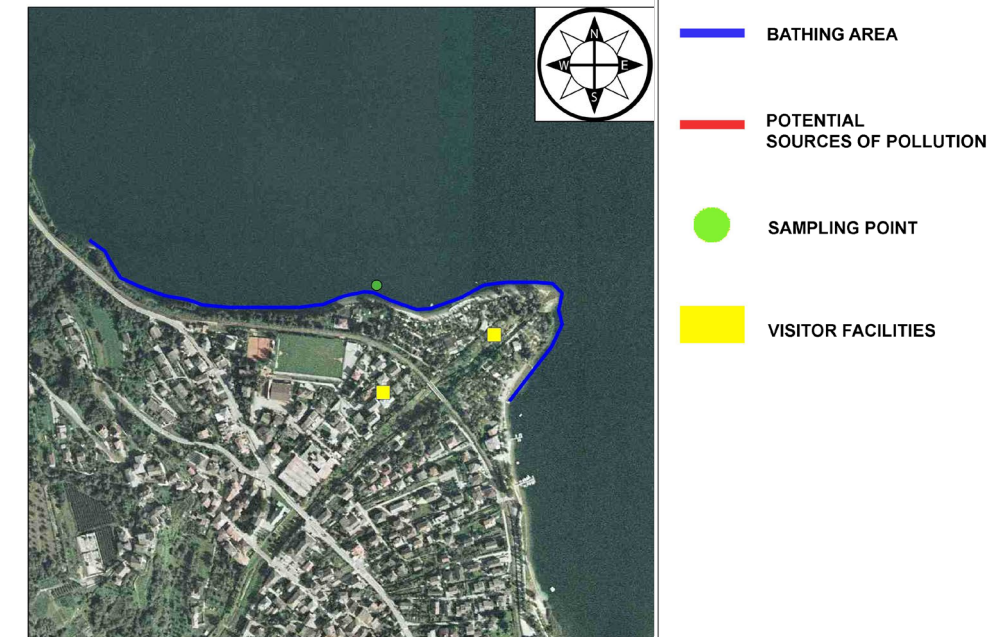 N
W E
S
BATHING AREA
POTENTIAL
SOURCES OF POLLUTION
SAMPLING POINT
VISITOR FACILITIES